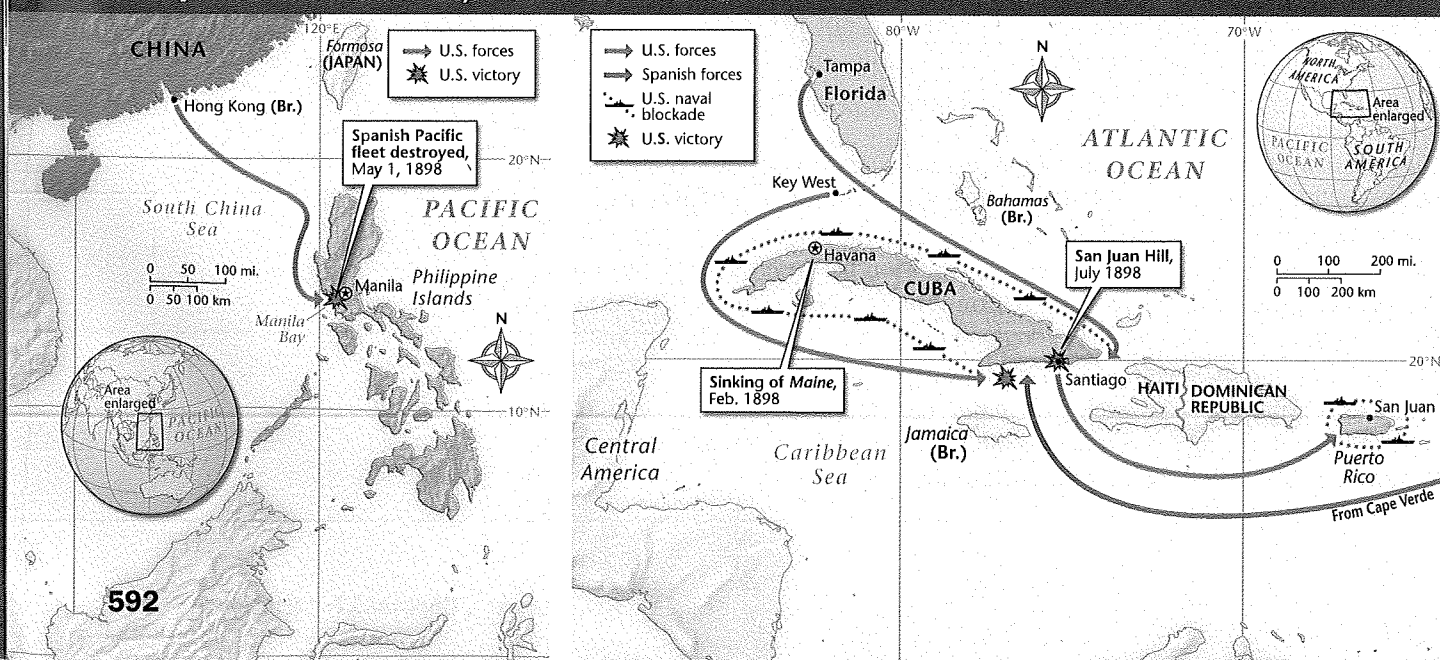 CHINA
120°E
Formosa
(JAPAN)
U.S. forces
U.S. victory
Hong Kong (Br.)
Spanish Pacific
fleet destroyed,
May 1, 1898
20°N
South China
Sea
PACIFIC
OCEAN
0 50 100 mi.
0 50 100 km
Manila
Philippine
Islands
Manila
Bay
N
Area
enlarged
PACIFIC
OCEAN
10°N
592
U.S. forces
Spanish forces
U.S. naval
blockade
U.S. victory
80°W
70°W
Tampa
Florida
N
NORTH
AMERICA
Area
enlarged
PACIFIC
OCEAN
SOUTH
AMERICA
ATLANTIC
OCEAN
Key West
Bahamas
(Br.)
Havana
CUBA
San Juan Hill,
July 1898
0 100 200 mi.
0 100 200 km
20°N
Sinking of Maine,
Feb. 1898
Santiago
HAITI
DOMINICAN
REPUBLIC
San Juan
Jamaica
(Br.)
Central
America
Caribbean
Sea
Puerto
Rico
From Cape Verde